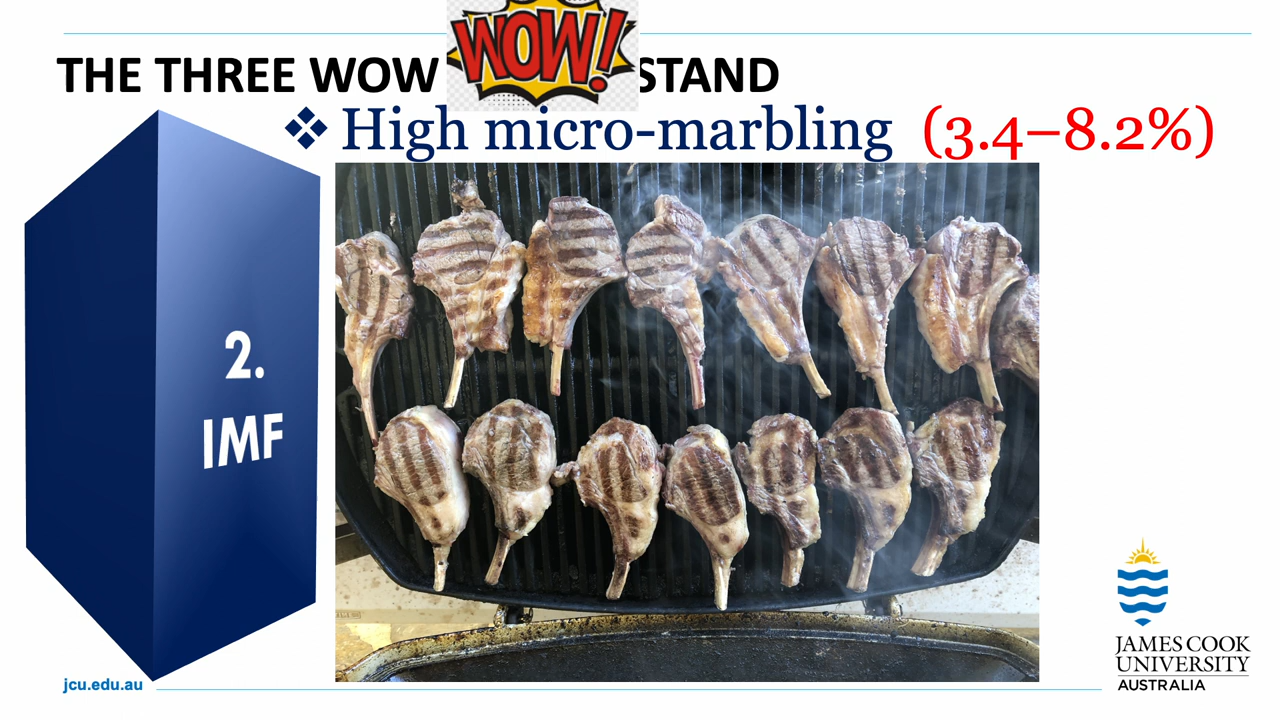 THE THREE WOW WOW! STAND
❖ High micro-marbling (3.4–8.2%)
2.
IMF
JAMES COOK
UNIVERSITY
AUSTRALIA
jcu.edu.au